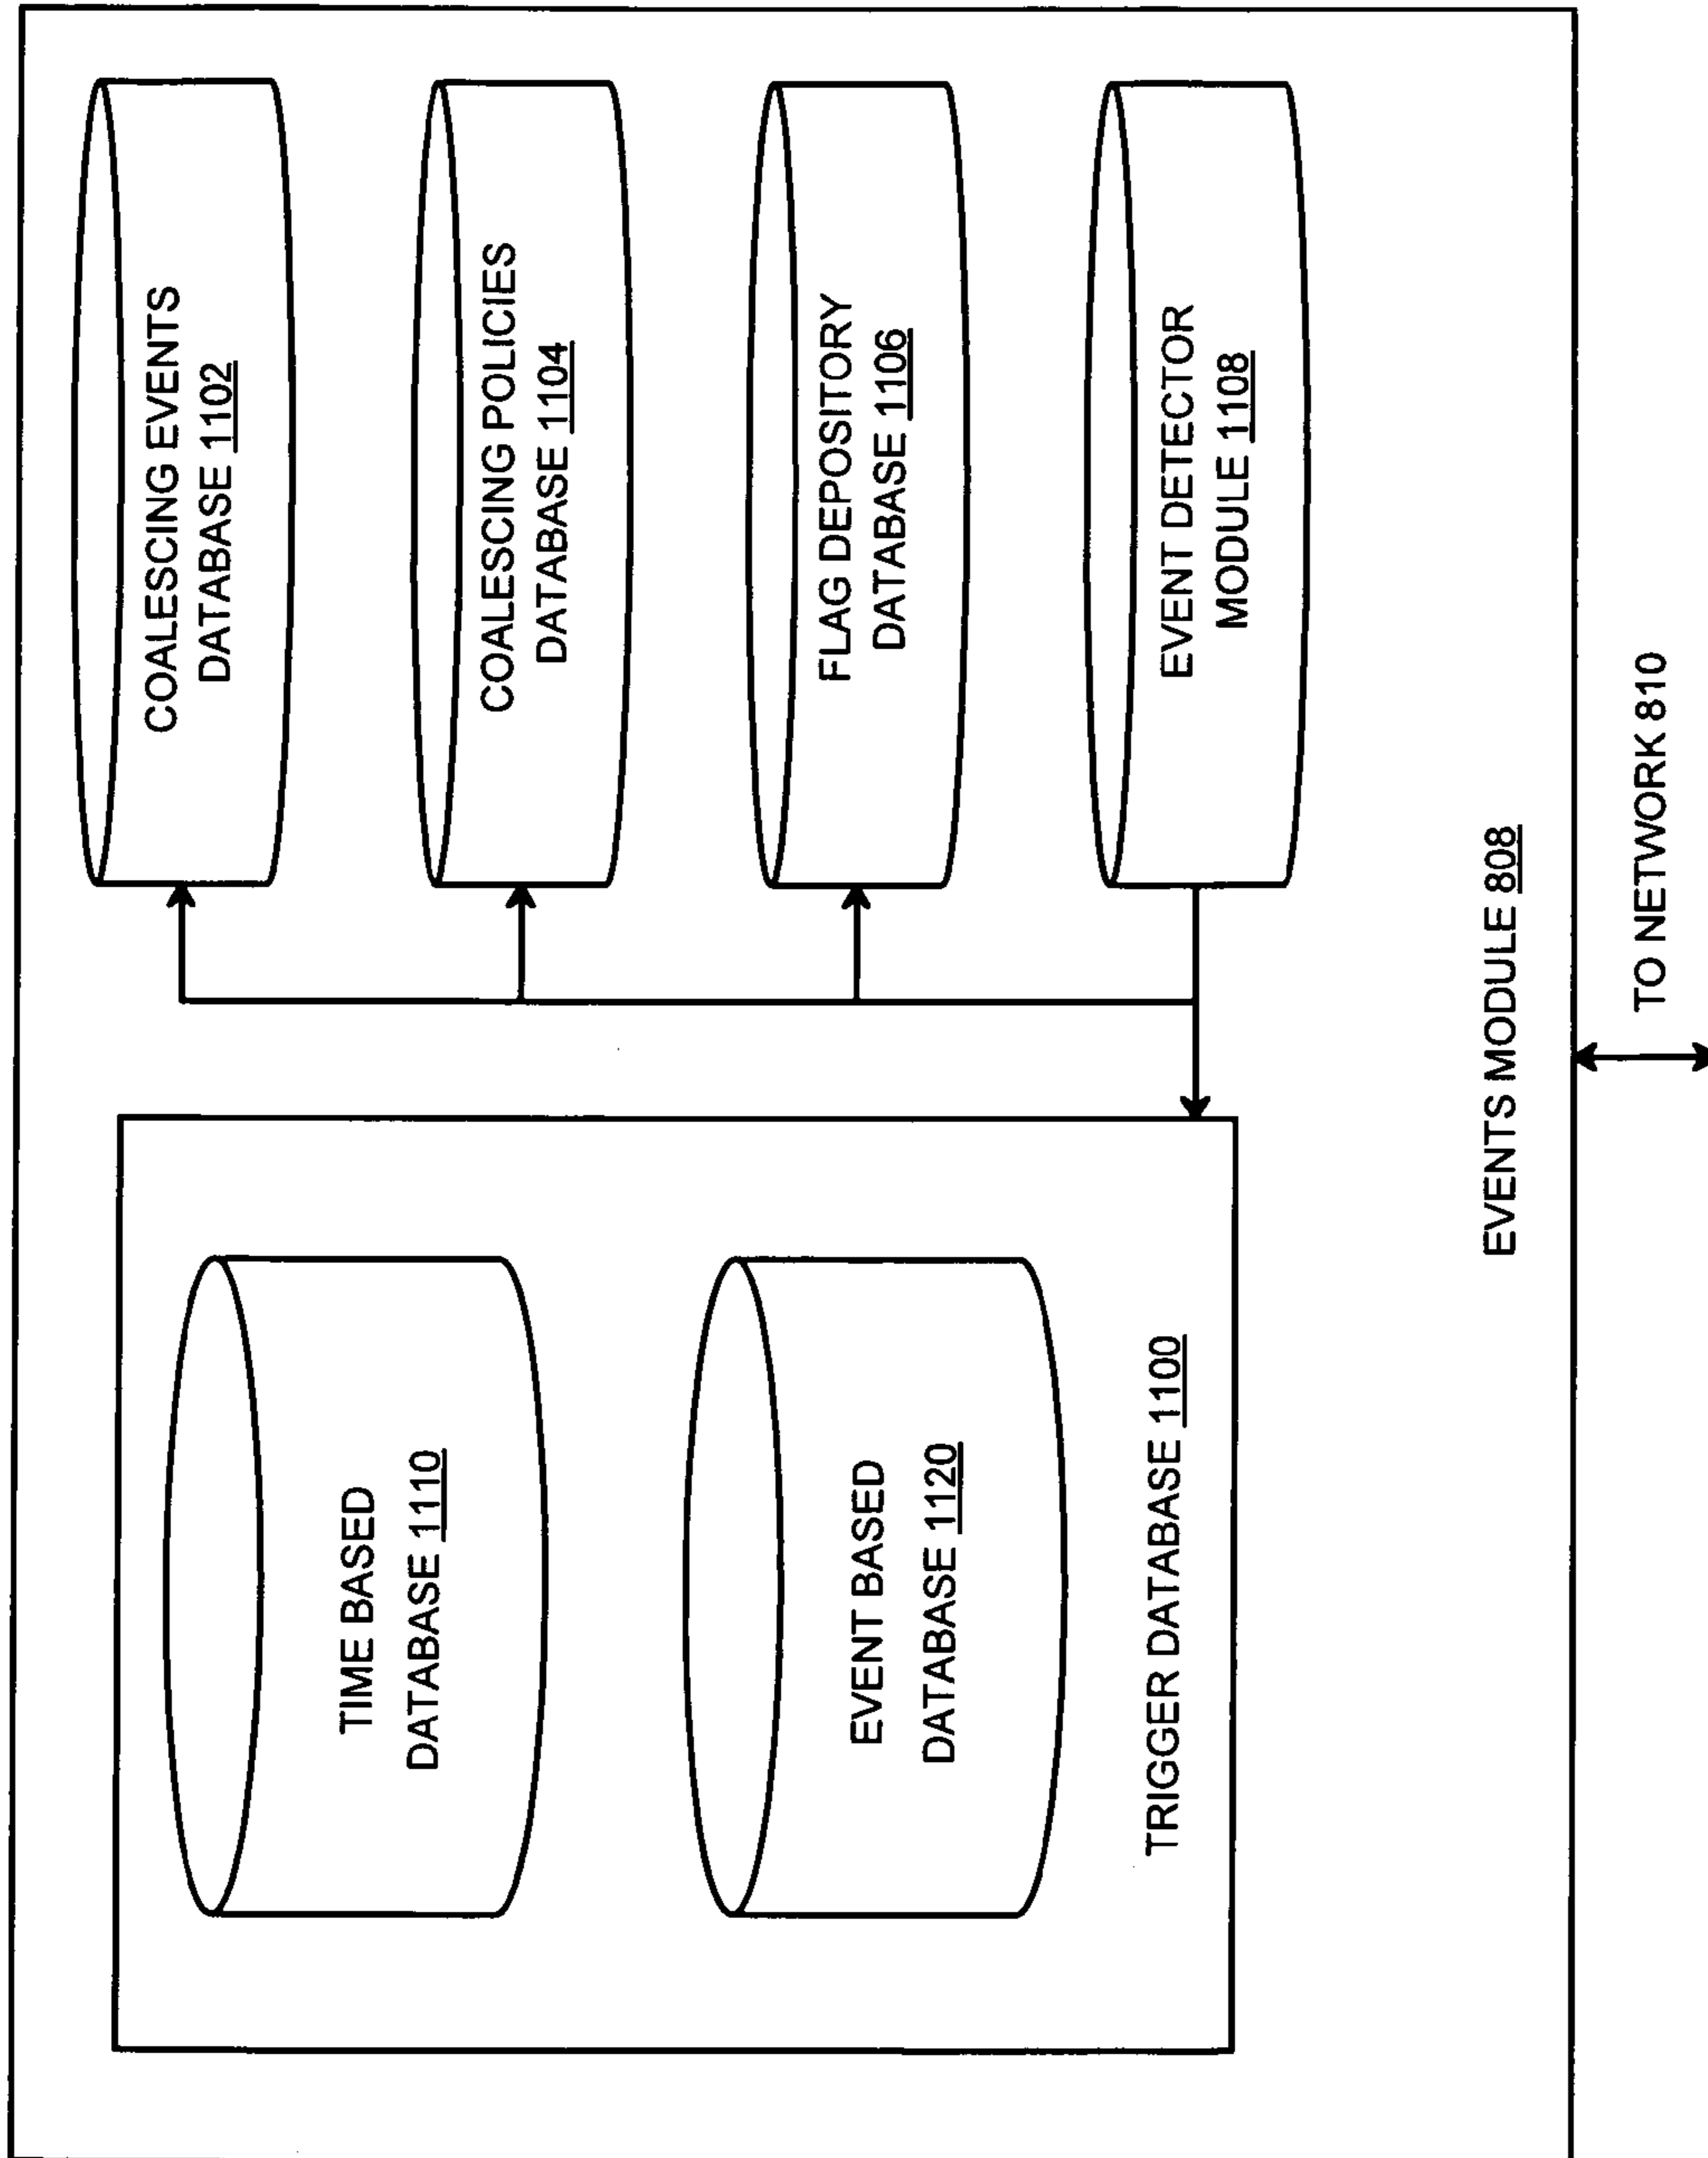 TIME BASED
DATABASE 1110
EVENT BASED
DATABASE 1120
TRIGGER DATABASE 1100
COALESCING EVENTS
DATABASE 1102
COALESCING POLICIES
DATABASE 1104
FLAG DEPOSITORY
DATABASE 1106
EVENT DETECTOR
MODULE 1108
EVENTS MODULE 808
TO NETWORK 810